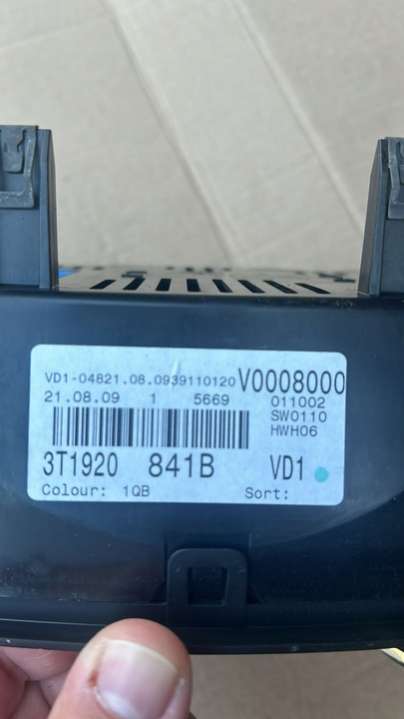 VD1-04821.08.0939110120 V0008000
21.08.09 1 5669 011002
SW0110
HWH06
3T1920 841B VD1
Colour: 1QB Sort: